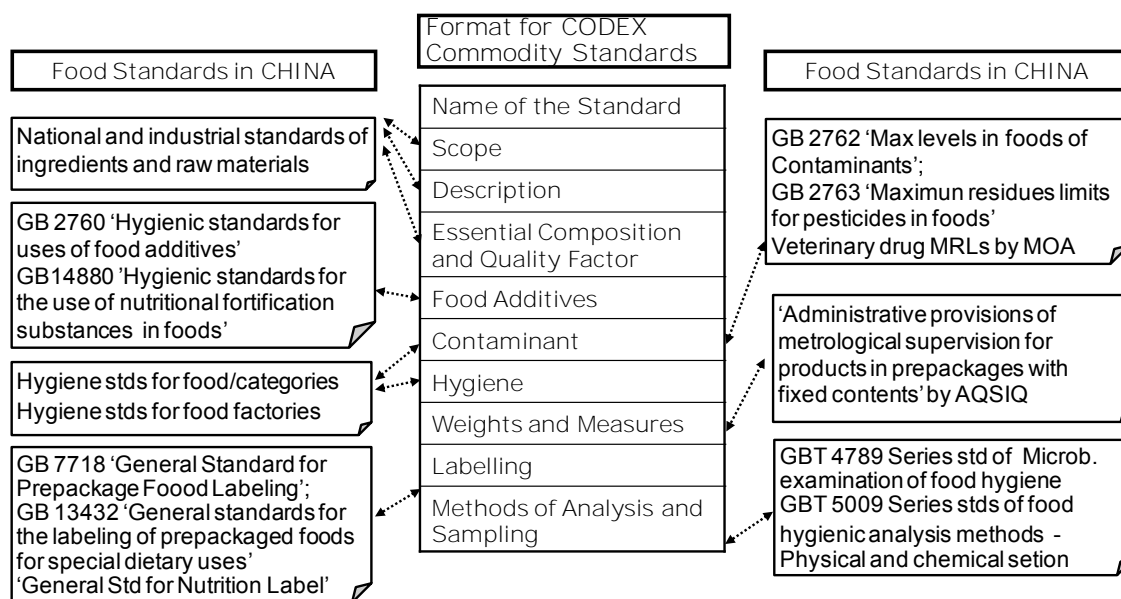 Food Standards in CHINA
National and industrial standards of
ingredients and raw materials
GB 2760 ‘Hygienic standards for
uses of food additives’
GB14880 ’Hygienic standards for
the use of nutritional fortification
substances in foods’
Hygiene stds for food/categories
Hygiene stds for food factories
GB 7718 ‘General Standard for
Prepackage Foood Labeling’;
GB 13432 ‘General standards for
the labeling of prepackaged foods
for special dietary uses’
‘General Std for Nutrition Label’
Format for CODEX
Commodity Standards
Name of the Standard
Scope
Description
Essential Composition
and Quality Factor
Food Additives
Contaminant
Hygiene
Weights and Measures
Labelling
Methods of Analysis and
Sampling
Food Standards in CHINA
GB 2762 ‘Max levels in foods of
Contaminants’;
GB 2763 ‘Maximun residues limits
for pesticides in foods’
Veterinary drug MRLs by MOA
‘Administrative provisions of
metrological supervision for
products in prepackages with
fixed contents’ by AQSIQ
GBT 4789 Series std of Microb.
examination of food hygiene
GBT 5009 Series stds of food
hygienic analysis methods -
Physical and chemical setion